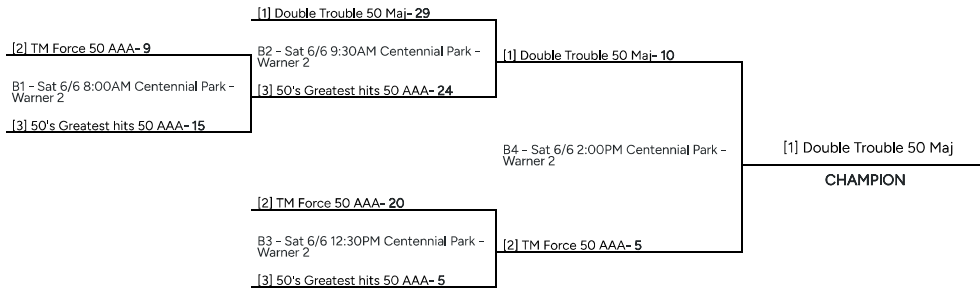 [1] Double Trouble 50 Maj- 29
[2] TM Force 50 AAA- 9
B2 - Sat 6/6 9:30AM Centennial Park -
Warner 2
[1] Double Trouble 50 Maj- 10
B1 - Sat 6/6 8:00AM Centennial Park -
Warner 2
[3] 50's Greatest hits 50 AAA- 24
[3] 50's Greatest hits 50 AAA- 15
B4 - Sat 6/6 2:00PM Centennial Park -
Warner 2
[1] Double Trouble 50 Maj
CHAMPION
[2] TM Force 50 AAA- 20
B3 - Sat 6/6 12:30PM Centennial Park -
Warner 2
[2] TM Force 50 AAA- 5
[3] 50's Greatest hits 50 AAA- 5